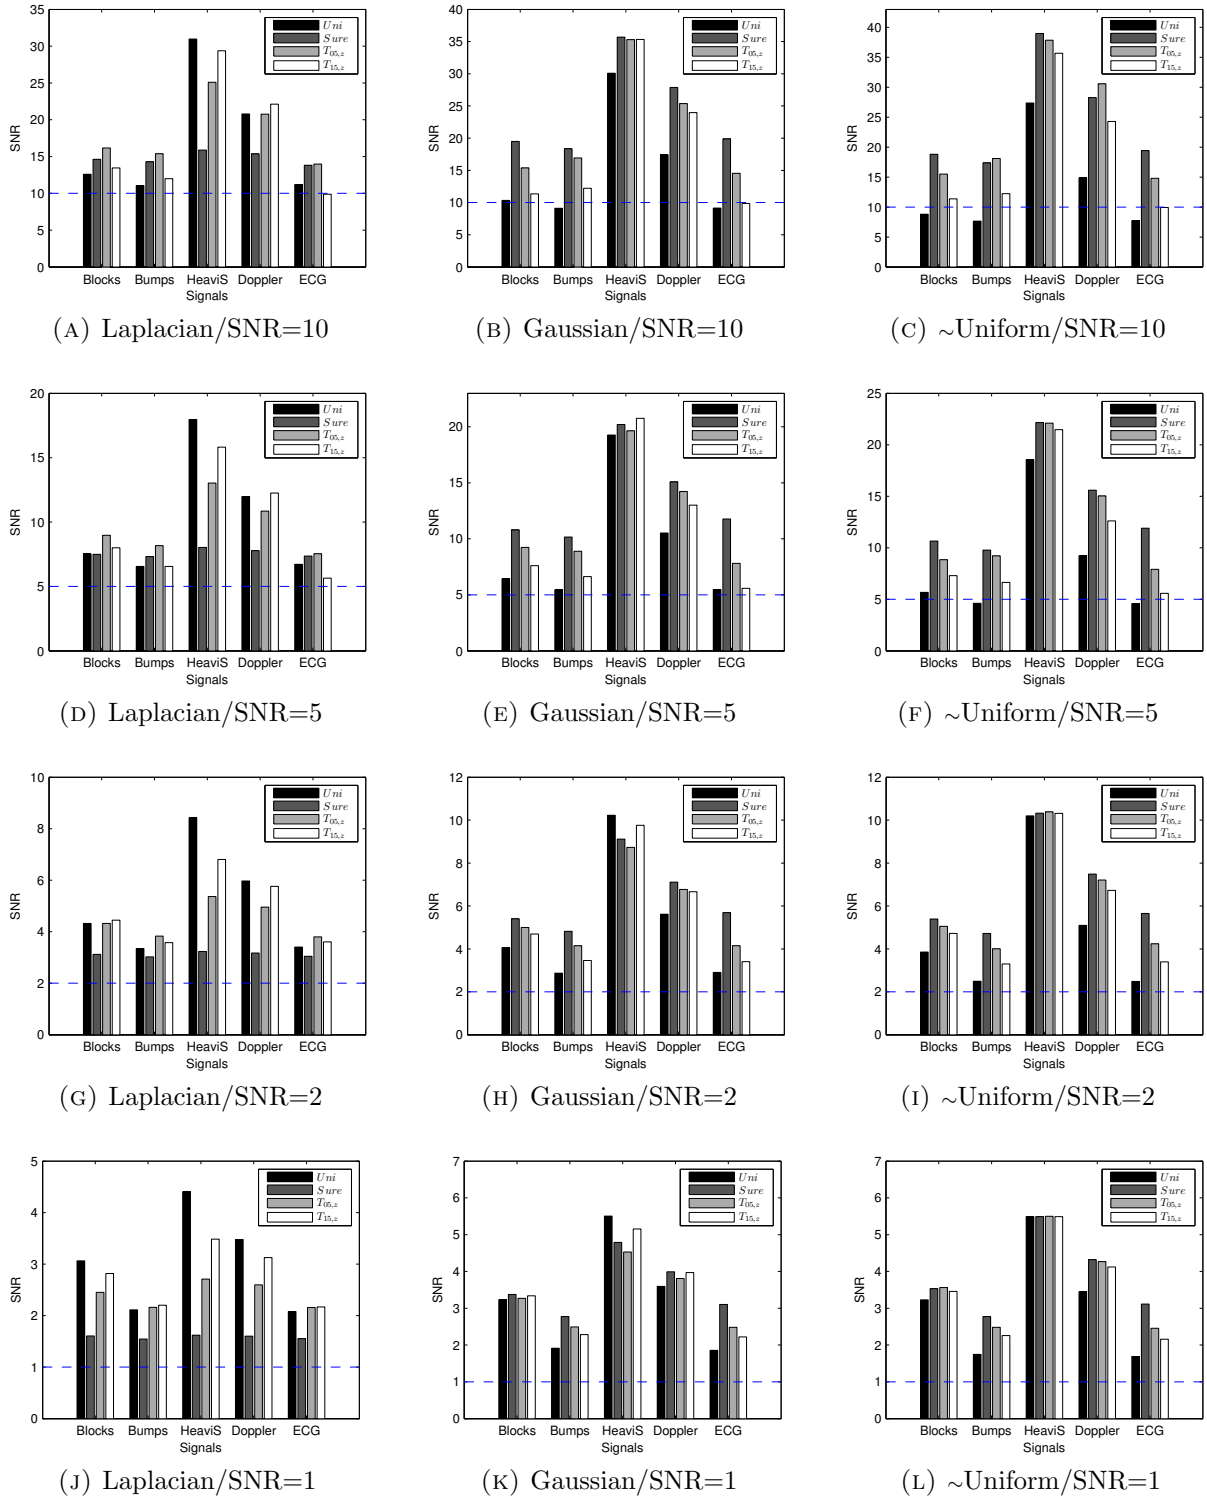 35
30
25
20
15
10
5
0
SNR
Uni
Sure
T05,z
T15,z
Blocks Bumps HeaviS Doppler ECG
Signals
(A) Laplacian/SNR=10
40
35
30
25
20
15
10
5
0
SNR
Uni
Sure
T05,z
T15,z
Blocks Bumps HeaviS Doppler ECG
Signals
(B) Gaussian/SNR=10
40
35
30
25
20
15
10
5
0
SNR
Uni
Sure
T05,z
T15,z
Blocks Bumps HeaviS Doppler ECG
Signals
(C) ~Uniform/SNR=10
20
15
10
5
0
SNR
Uni
Sure
T05,z
T15,z
Blocks Bumps HeaviS Doppler ECG
Signals
(D) Laplacian/SNR=5
20
15
10
5
0
SNR
Uni
Sure
T05,z
T15,z
Blocks Bumps HeaviS Doppler ECG
Signals
(E) Gaussian/SNR=5
25
20
15
10
5
0
SNR
Uni
Sure
T05,z
T15,z
Blocks Bumps HeaviS Doppler ECG
Signals
(F) ~Uniform/SNR=5
10
8
6
4
2
0
SNR
Uni
Sure
T05,z
T15,z
Blocks Bumps HeaviS Doppler ECG
Signals
(G) Laplacian/SNR=2
12
10
8
6
4
2
0
SNR
Uni
Sure
T05,z
T15,z
Blocks Bumps HeaviS Doppler ECG
Signals
(H) Gaussian/SNR=2
12
10
8
6
4
2
0
SNR
Uni
Sure
T05,z
T15,z
Blocks Bumps HeaviS Doppler ECG
Signals
(I) ~Uniform/SNR=2
5
4
3
2
1
0
SNR
Uni
Sure
T05,z
T15,z
Blocks Bumps HeaviS Doppler ECG
Signals
(J) Laplacian/SNR=1
7
6
5
4
3
2
1
0
SNR
Uni
Sure
T05,z
T15,z
Blocks Bumps HeaviS Doppler ECG
Signals
(K) Gaussian/SNR=1
7
6
5
4
3
2
1
0
SNR
Uni
Sure
T05,z
T15,z
Blocks Bumps HeaviS Doppler ECG
Signals
(L) ~Uniform/SNR=1